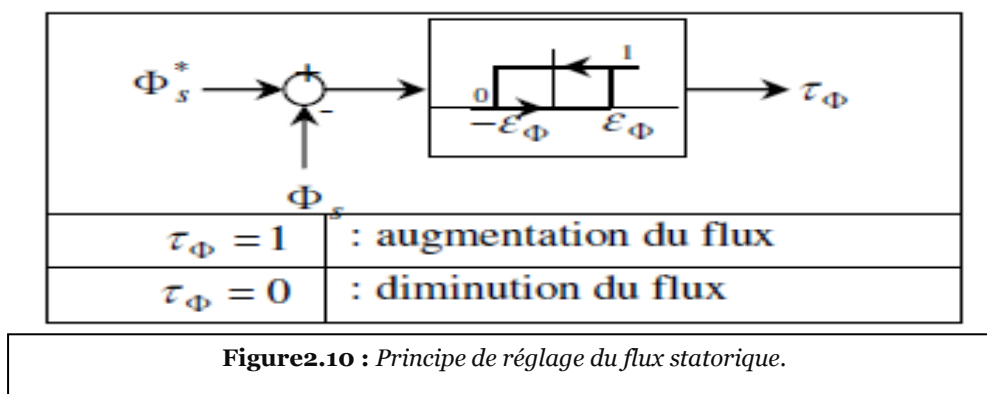 Φ*s + - 1 0 −εΦ εΦ τΦ
Φs
τΦ = 1 : augmentation du flux
τΦ = 0 : diminution du flux
Figure2.10 : Principe de réglage du flux statorique.